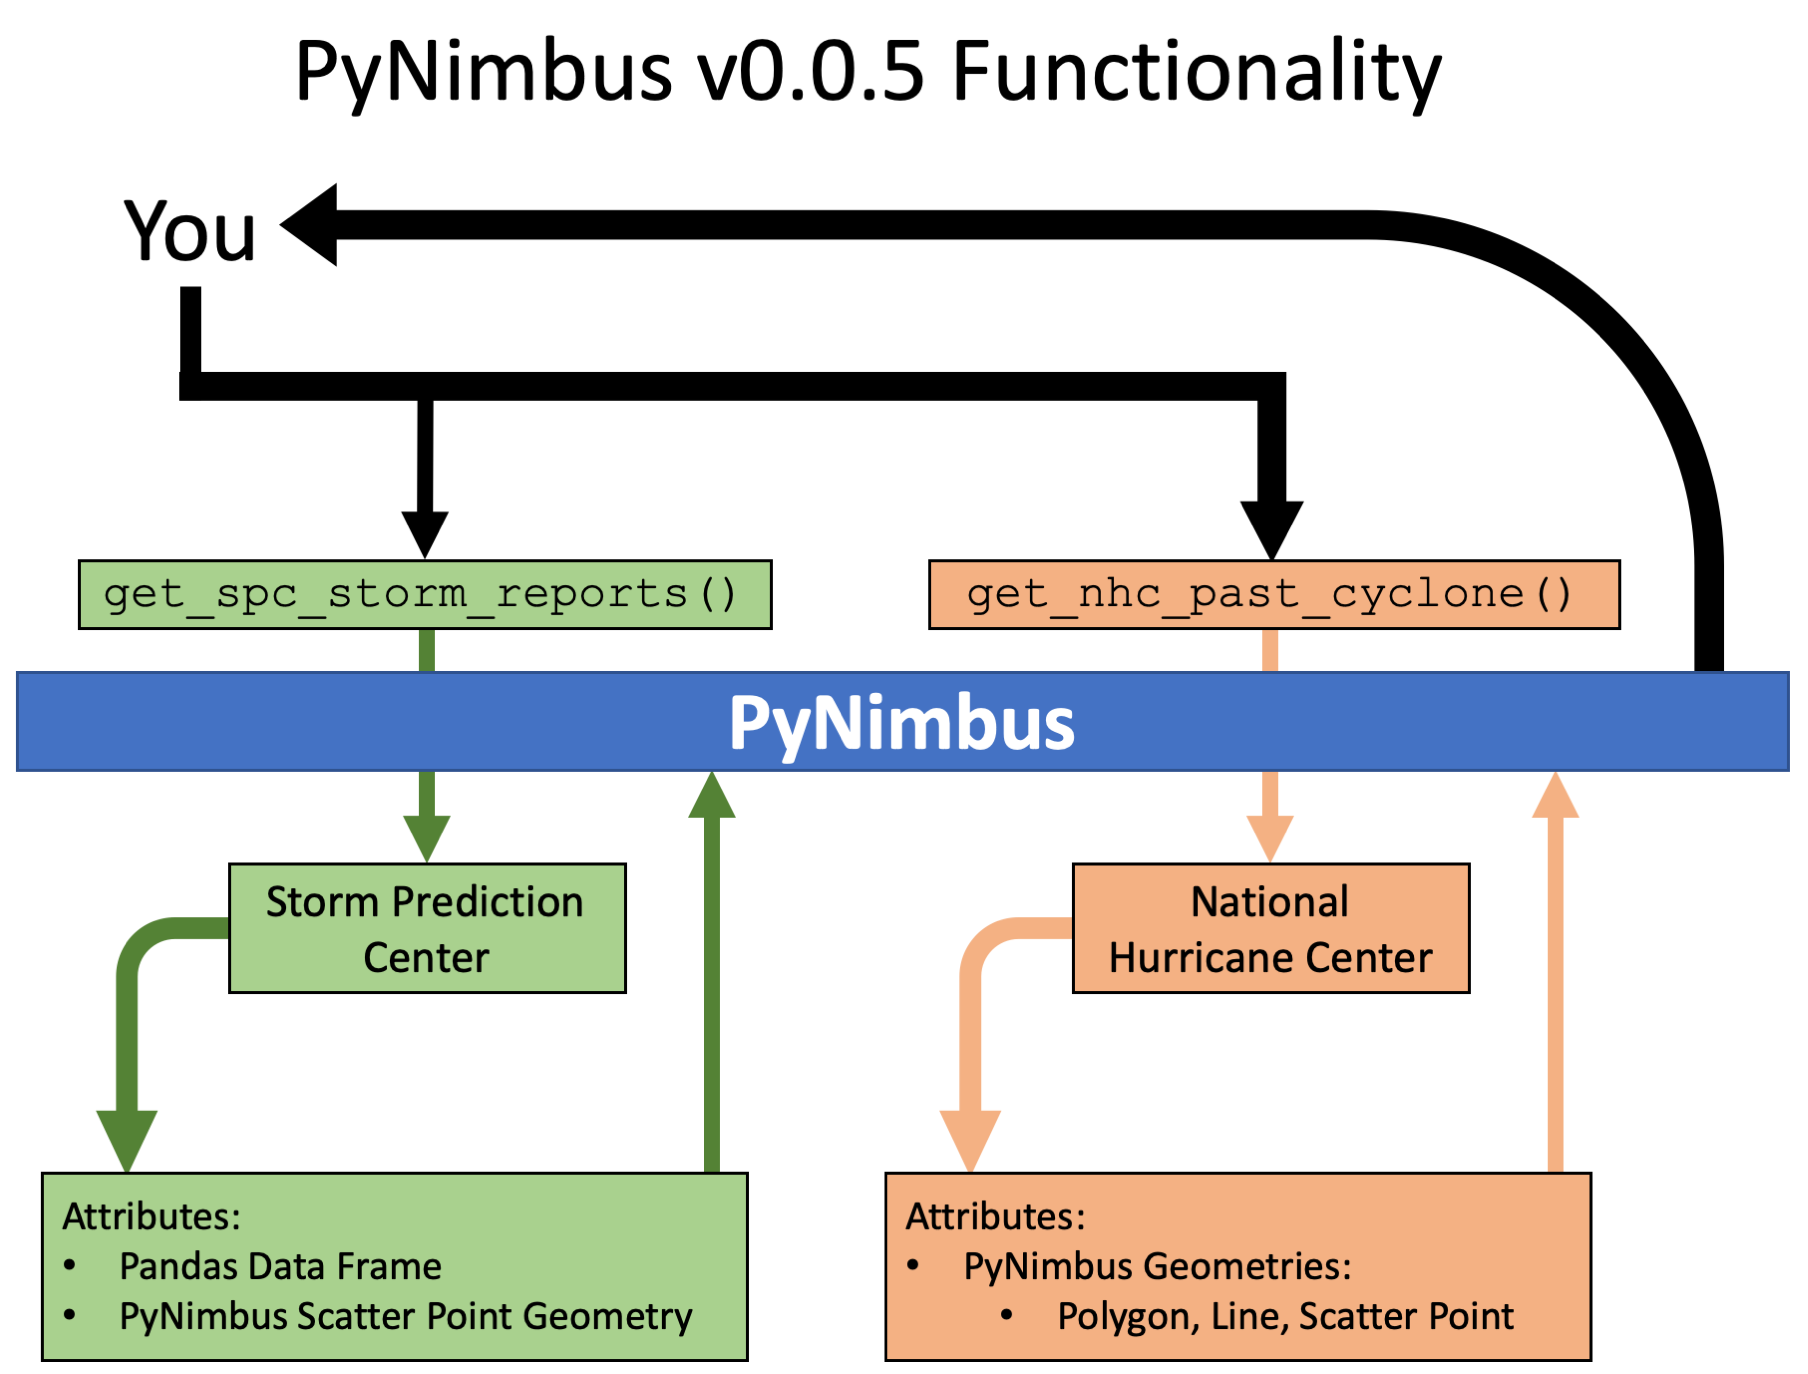 PyNimbus v0.0.5 Functionality
You
get_spc_storm_reports()
get_nhc_past_cyclone()
PyNimbus
Storm Prediction
Center
National
Hurricane Center
Attributes:
• Pandas Data Frame
• PyNimbus Scatter Point Geometry
Attributes:
• PyNimbus Geometries:
• Polygon, Line, Scatter Point